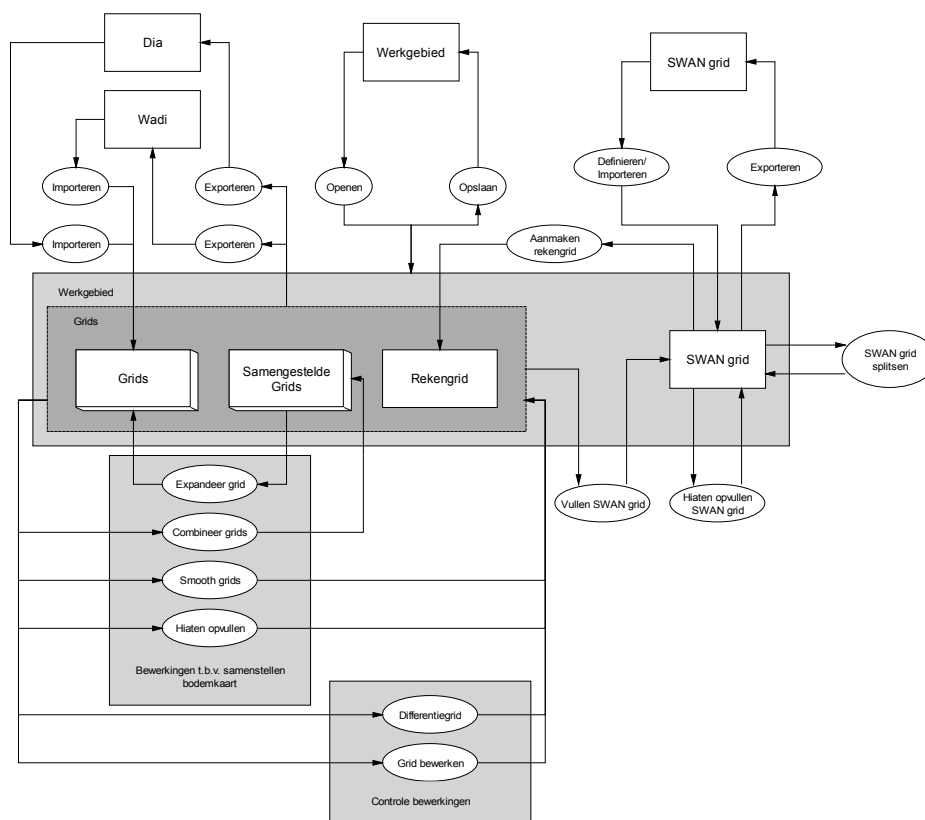 Dia
Werkgebied
SWAN grid
Wadi
Importeren
Exporteren
Openen
Opslaan
Definieren/
Importeren
Exporteren
Importeren
Exporteren
Aanmaken
rekengrid
Werkgebied
Grids
Grids
Samengestelde
Grids
Rekengrid
SWAN grid
SWAN grid
splitsen
Expandeer grid
Vullen SWAN grid
Hiaten opvullen
SWAN grid
Combineer grids
Smooth grids
Hiaten opvullen
Bewerkingen t.b.v. samenstellen
bodemkaart
Differentiegrid
Grid bewerken
Controle bewerkingen